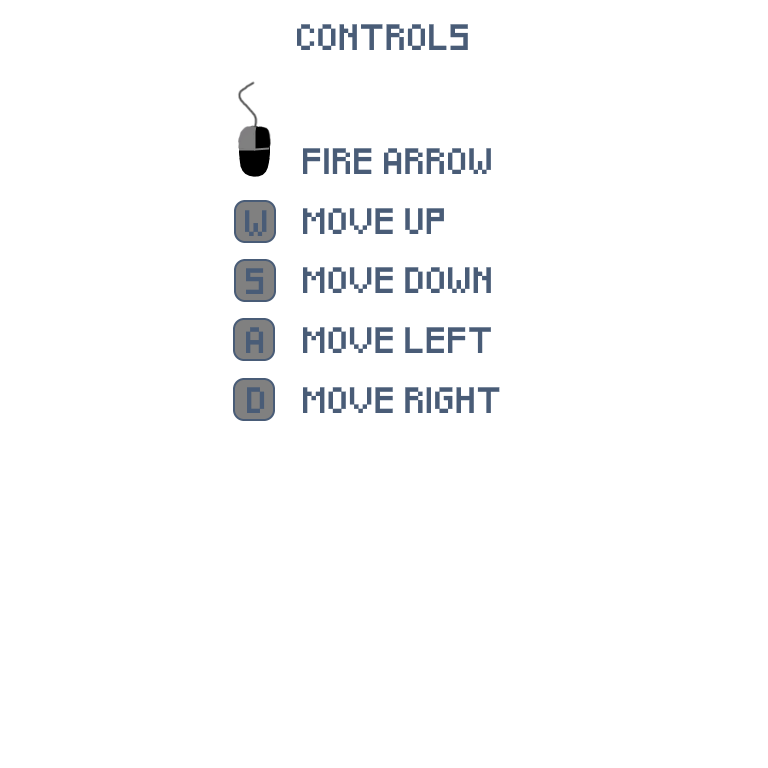 CONTROLS
FIRE ARROW
W MOVE UP
S MOVE DOWN
A MOVE LEFT
D MOVE RIGHT